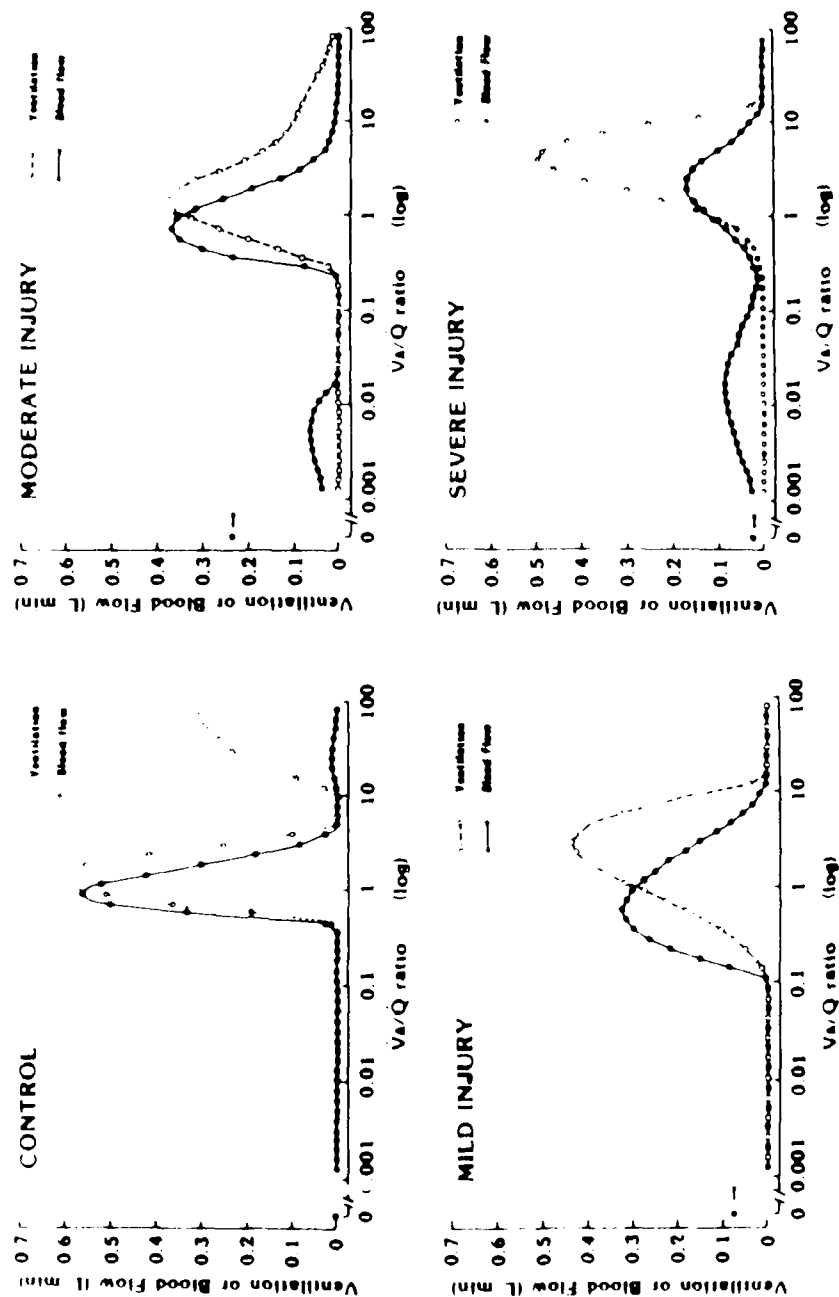 CONTROL
Ventilation
Blood flow
Ventilation or Blood Flow (L min)
0.7
0.6
0.5
0.4
0.3
0.2
0.1
0
0 .001 0.01 0.1 1 10 100
VA/Q ratio (log)
MODERATE INJURY
Ventilation
Blood flow
Ventilation or Blood Flow (L min)
0.7
0.6
0.5
0.4
0.3
0.2
0.1
0
0 0.001 0.01 0.1 1 10 100
VA/Q ratio (log)
MILD INJURY
Ventilation
Blood flow
Ventilation or Blood Flow (L min)
0.7
0.6
0.5
0.4
0.3
0.2
0.1
0
0 0.001 0.01 0.1 1 10 100
VA/Q ratio (log)
SEVERE INJURY
Ventilation
Blood flow
Ventilation or Blood Flow (L min)
0.7
0.6
0.5
0.4
0.3
0.2
0.1
0
0 0.001 0.01 0.1 1 10 100
VA/Q ratio (log)